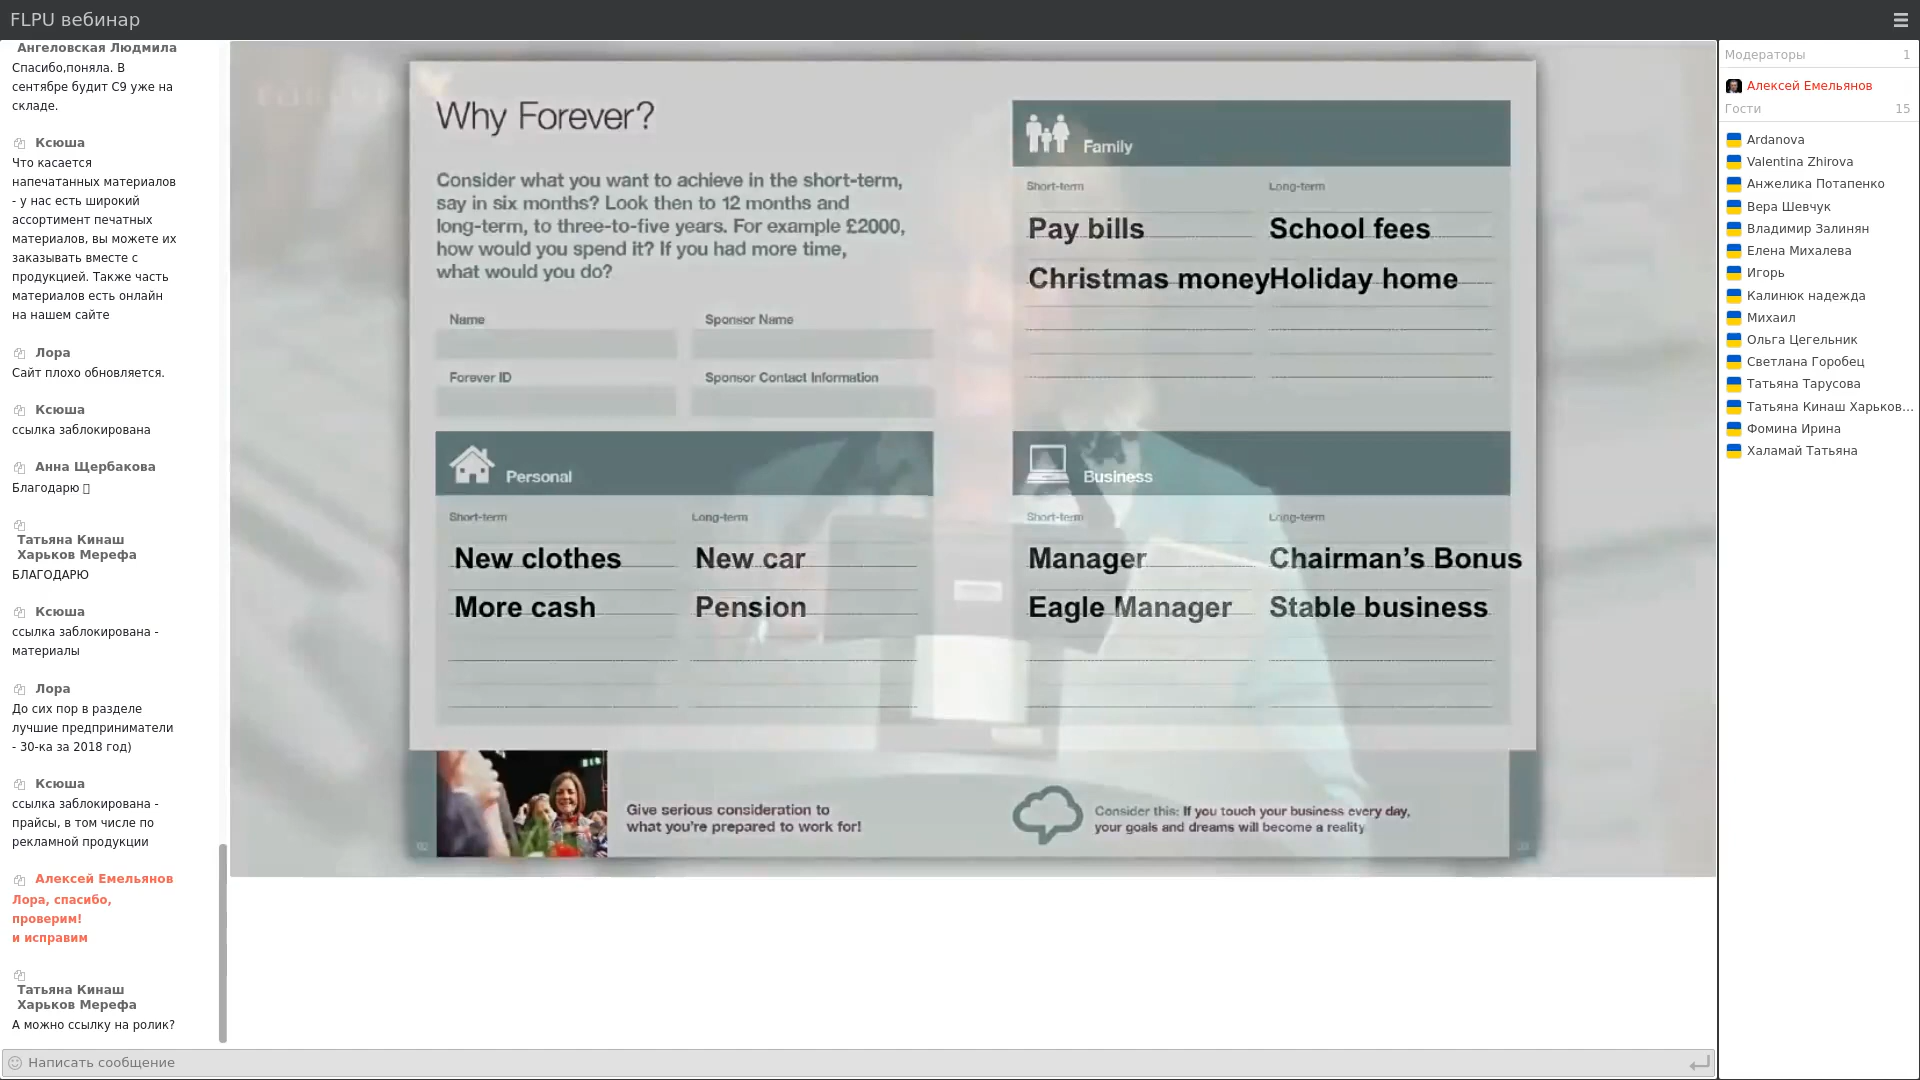 FLPU вебинар
Ангеловская Людмила
Спасибо,поняла. В
сентябре будит С9 уже на
складе.
Ксюша
Что касается
напечатанных материалов
- у нас есть широкий
ассортимент печатных
материалов, вы можете их
заказывать вместе с
продукцией. Также часть
материалов есть онлайн
на нашем сайте
Лора
Сайт плохо обновляется.
Ксюша
ссылка заблокирована
Анна Щербакова
Благодарю
Татьяна Кинаш
Харьков Мерефа
БЛАГОДАРЮ
Ксюша
ссылка заблокирована -
материалы
Лора
До сих пор в разделе
лучшие предприниматели
- 30-ка за 2018 год)
Ксюша
ссылка заблокирована -
прайсы, в том числе по
рекламной продукции
Алексей Емельянов
Лора, спасибо,
проверим!
и исправим
Татьяна Кинаш
Харьков Мерефа
А можно ссылку на ролик?
Написать сообщение
Why Forever?
Consider what you want to achieve in the short-term,
say in six months? Look then to 12 months and
long-term, to three-to-five years. For example £2000,
how would you spend it? If you had more time,
what would you do?
Name Sponsor Name
Forever ID Sponsor Contact Information
Family
Short-term Long-term
Pay bills School fees
Christmas money Holiday home
Personal
Short-term Long-term
New clothes New car
More cash Pension
Business
Short-term Long-term
Manager Chairman’s Bonus
Eagle Manager Stable business
Give serious consideration to
what you're prepared to work for!
Consider this: If you touch your business every day,
your goals and dreams will become a reality
Модераторы 1
Алексей Емельянов
Гости 15
Ardanova
Valentina Zhirova
Анжелика Потапенко
Вера Шевчук
Владимир Залинян
Елена Михалева
Игорь
Калинюк надежда
Михаил
Ольга Цегельник
Светлана Горобец
Татьяна Тарусова
Татьяна Кинаш Харьков...
Фомина Ирина
Халамай Татьяна